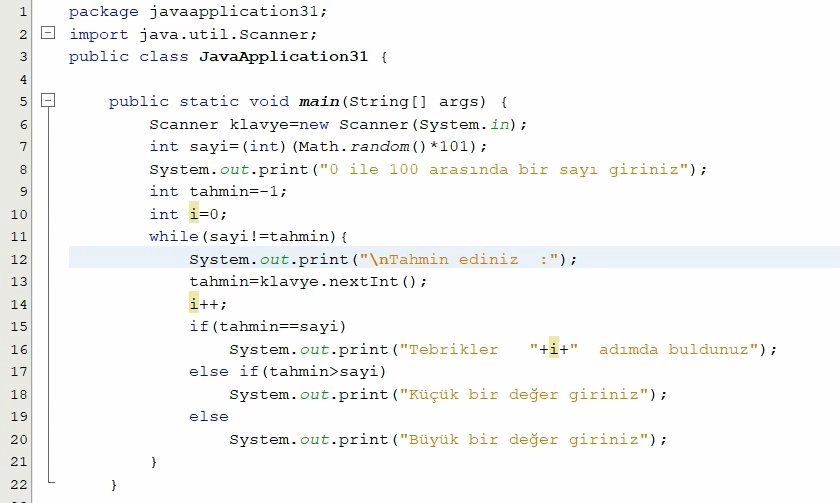 1 package javaapplication31;
2 import java.util.Scanner;
3 public class JavaApplication31 {
4
5     public static void main(String[] args) {
6         Scanner klavye=new Scanner(System.in);
7         int sayi=(int)(Math.random()*101);
8         System.out.print("0 ile 100 arasında bir sayı giriniz");
9         int tahmin=-1;
10         int i=0;
11         while(sayi!=tahmin){
12             System.out.print("\nTahmin ediniz  :");
13             tahmin=klavye.nextInt();
14             i++;
15             if(tahmin==sayi)
16                 System.out.print("Tebrikler   "+i+"  adımda buldunuz");
17             else if(tahmin>sayi)
18                 System.out.print("Küçük bir değer giriniz");
19             else
20                 System.out.print("Büyük bir değer giriniz");
21         }
22     }